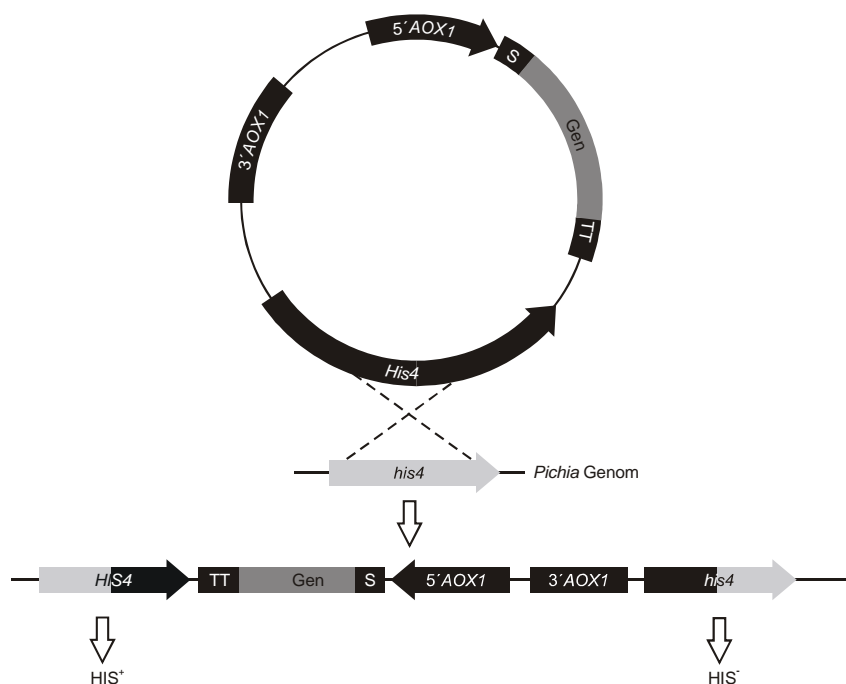 5´AOX1
S
Gen
TT
3´AOX1
His4
his4
Pichia Genom
HIS4 TT Gen S 5´AOX1 3´AOX1 his4
HIS⁺ HIS⁻